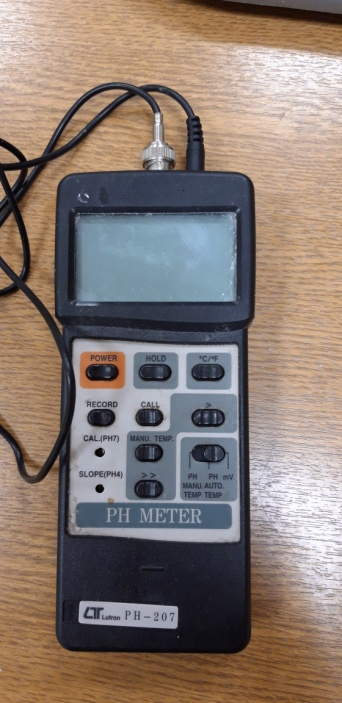 POWER HOLD °C/°F
RECORD CALL >
CAL.(PH7) MANU. TEMP.
SLOPE(PH4) >>
PH PH mV
MANU. AUTO.
TEMP TEMP
PH METER
LT Lutron PH-207